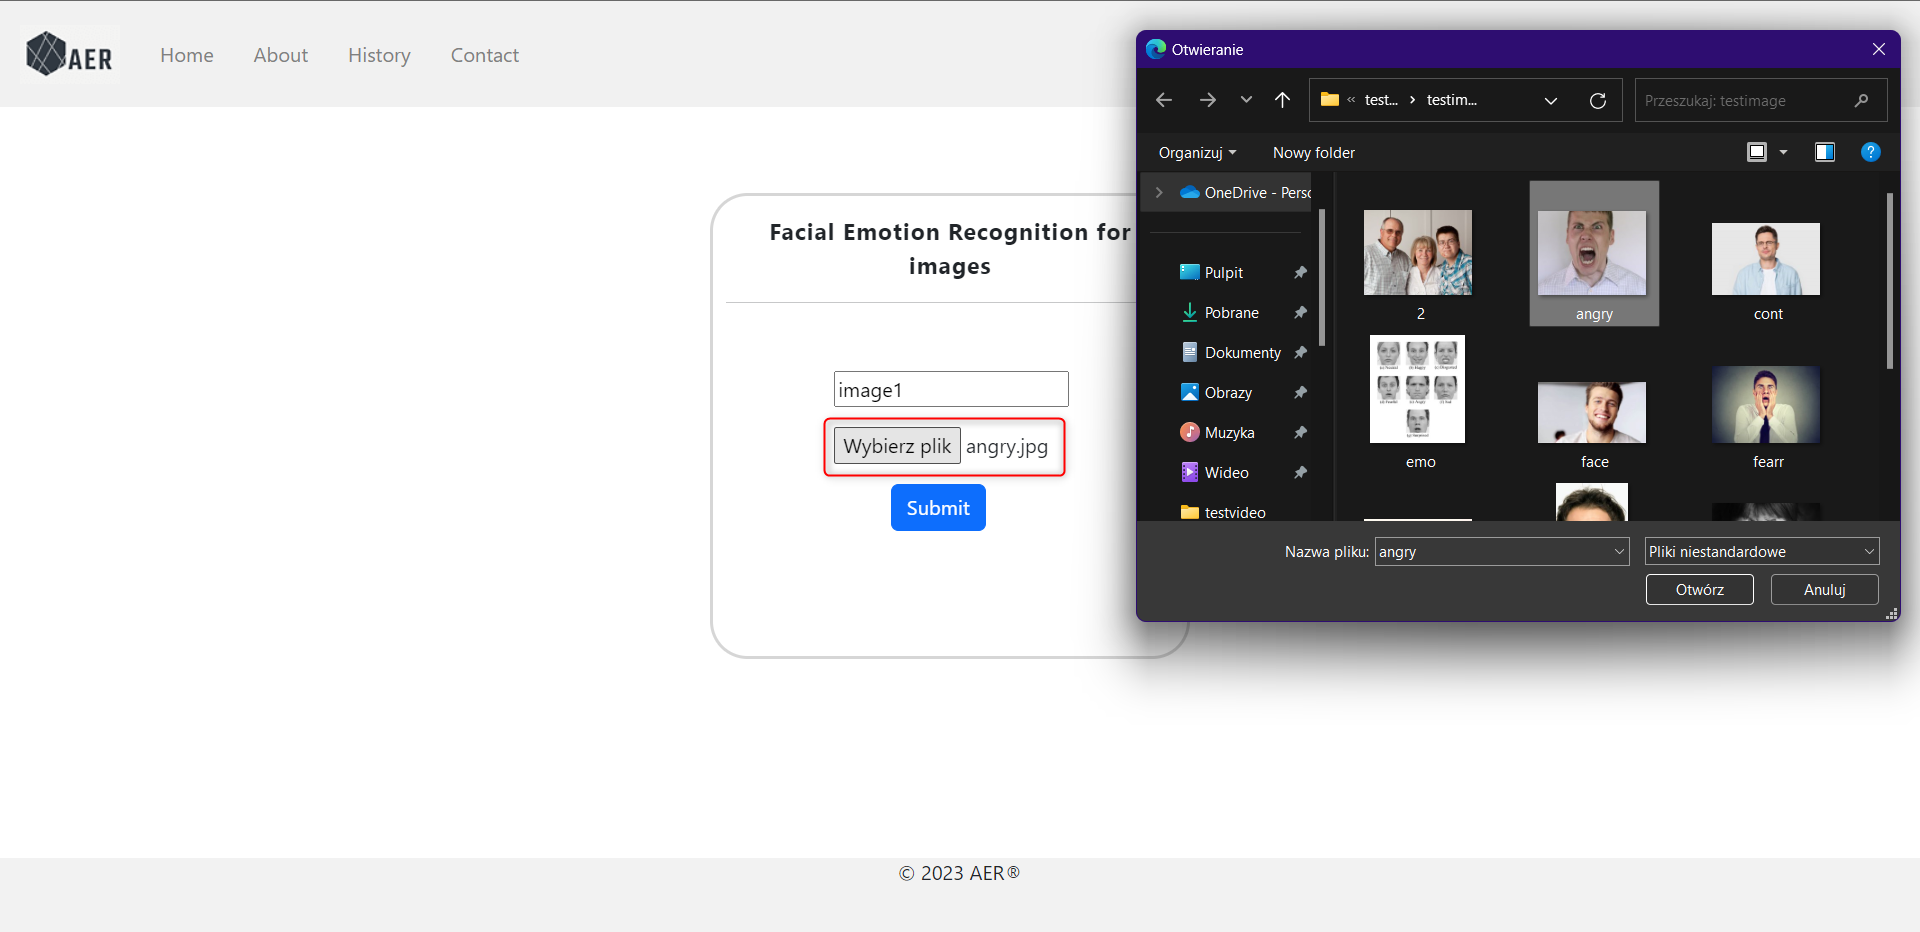 AER
Home About History Contact
Facial Emotion Recognition for
images
image1
Wybierz plik angry.jpg
Submit
© 2023 AER®
Otwieranie
« test... › testim...
Przeszukaj: testimage
Organizuj Nowy folder
OneDrive - Perso
Pulpit
Pobrane
Dokumenty
Obrazy
Muzyka
Wideo
testvideo
2 angry cont
emo face fearr
Nazwa pliku: angry Pliki niestandardowe
Otwórz Anuluj